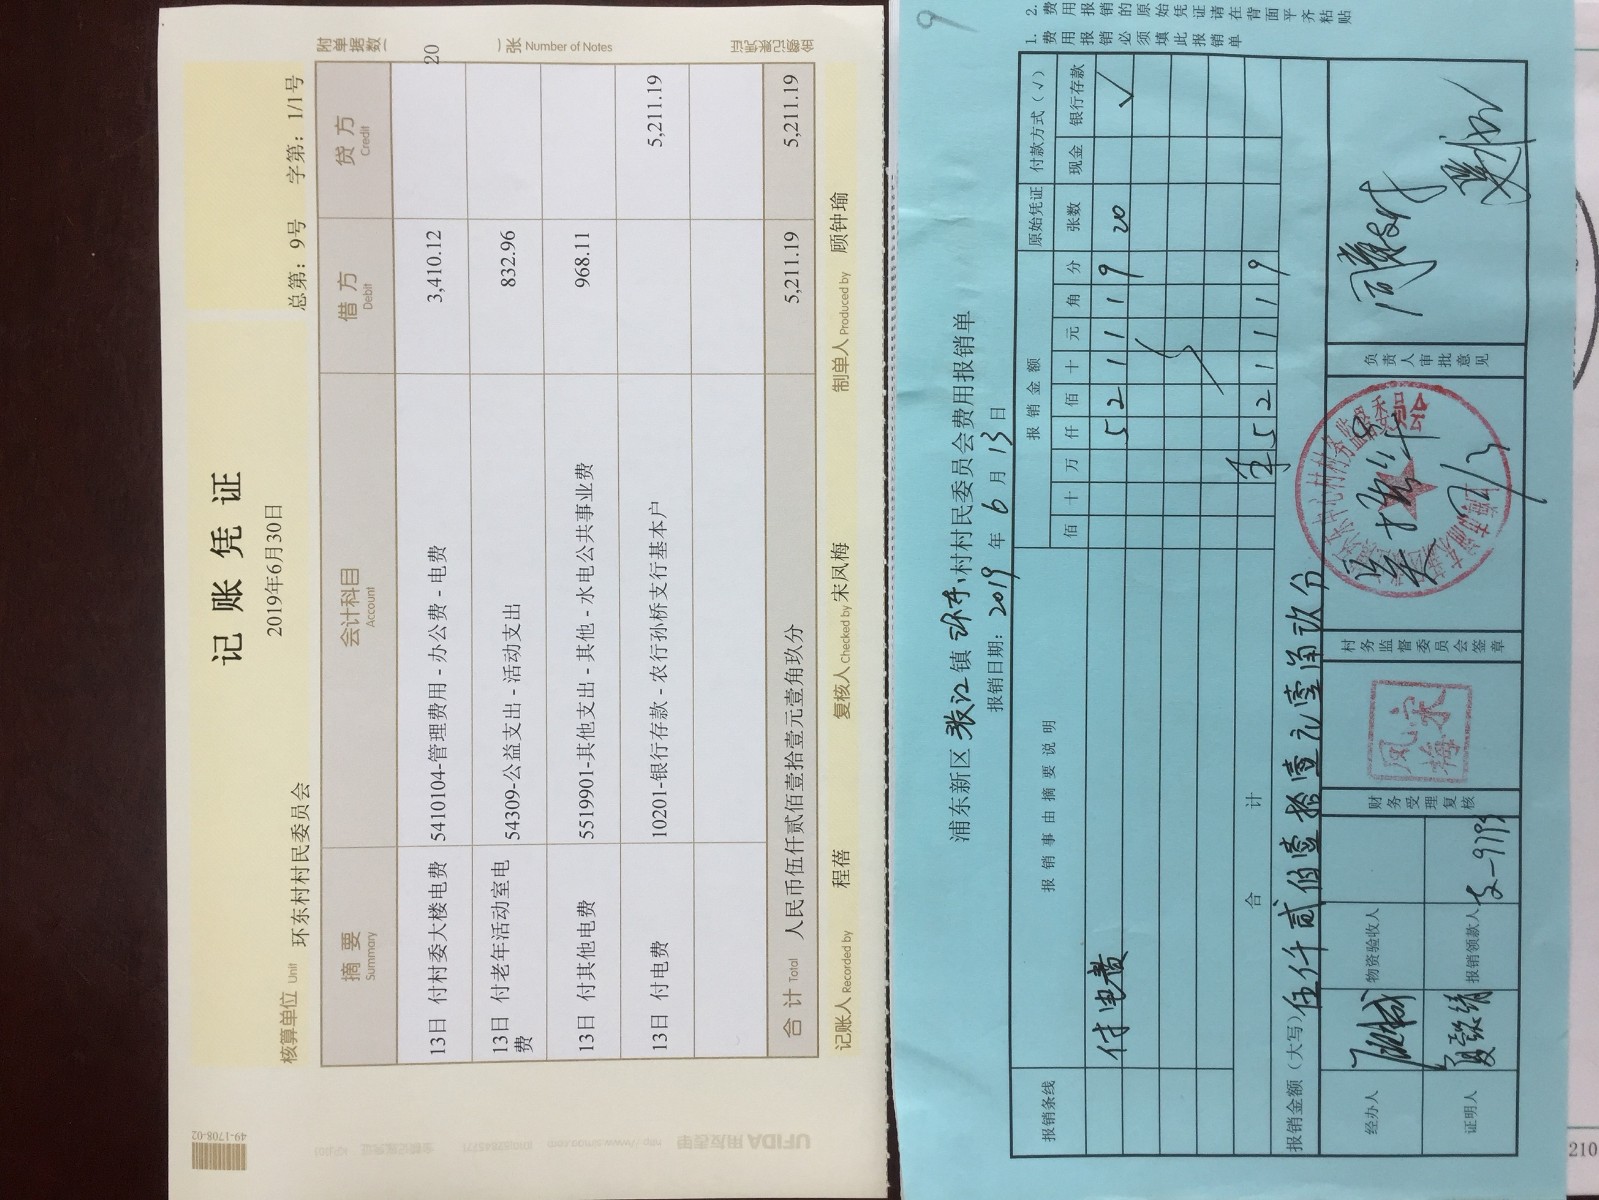 记 账 凭 证
2019年6月30日
总第：9号 字第：1/1号
核算单位 Unit 环东村村民委员会
附单据数( 20 )张 Number of Notes
摘 要 Summary 会计科目 Account 借 方 Debit 贷 方 Credit
13日 付村委大楼电费 5410104-管理费用 - 办公费 - 电费 3,410.12
13日 付老年活动室电费 54309-公益支出 - 活动支出 832.96
13日 付其他电费 5519901-其他支出 - 其他 - 水电公共事业费 968.11
13日 付电费 10201-银行存款 - 农行孙桥支行基本户 5,211.19
合 计 Total 人民币伍仟贰佰壹拾壹元壹角玖分 5,211.19 5,211.19
记账人 Recorded by 程蓓 复核人 Checked by 宋凤梅 制单人 Produced by 顾钟瑜
49-1708-02
UFIDA 用友表单
9
浦东新区张江镇环东村村民委员会费用报销单
报销日期：2019年6月13日
1. 费用报销必须填此报销单
2. 费用报销的原始凭证请在背面平齐粘贴
报销条线 报销事由摘要说明 报销金额 原始凭证 付款方式（√）
佰 十 万 仟 佰 十 元 角 分 张数 现金 银行存款
付电费 5 2 1 1 1 9 20 √
合 计 ¥ 5 2 1 1 1 9
报销金额（大写）伍仟贰佰壹拾壹元壹角玖分
经办人 物资验收人
证明人 报销领款人
财务受理复核
宋凤梅
村务监督委员会签章
负责人审批意见
210